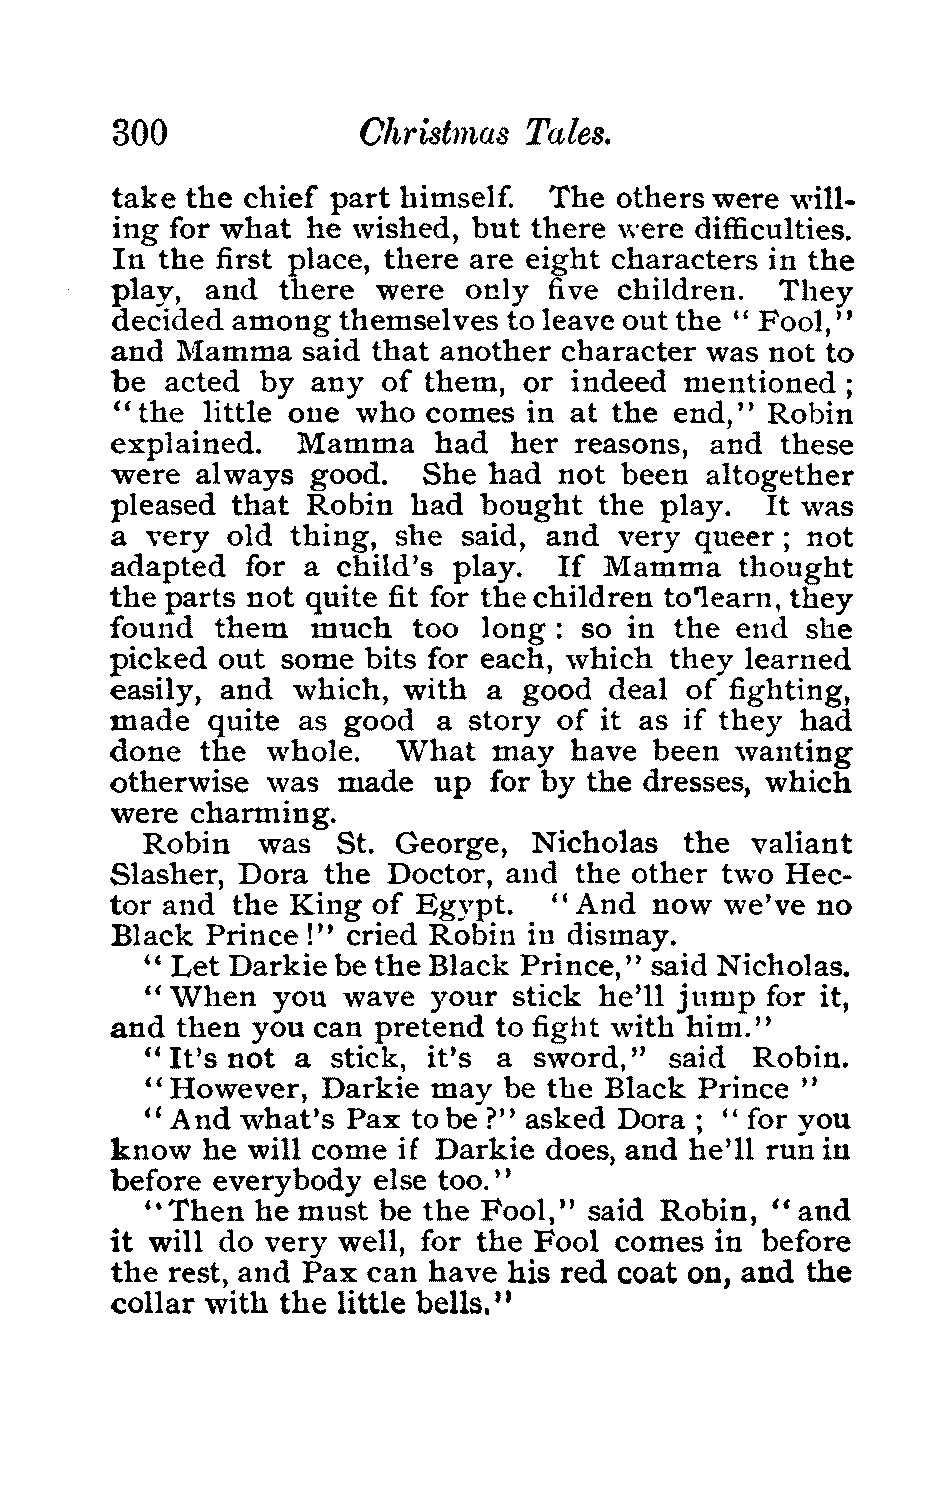 300 Christmas Tales.
take the chief part himself. The others were will-
ing for what he wished, but there were difficulties.
In the first place, there are eight characters in the
play, and there were only five children. They
decided among themselves to leave out the "Fool,"
and Mamma said that another character was not to
be acted by any of them, or indeed mentioned;
"the little one who comes in at the end," Robin
explained. Mamma had her reasons, and these
were always good. She had not been altogether
pleased that Robin had bought the play. It was
a very old thing, she said, and very queer; not
adapted for a child's play. If Mamma thought
the parts not quite fit for the children to learn, they
found them much too long: so in the end she
picked out some bits for each, which they learned
easily, and which, with a good deal of fighting,
made quite as good a story of it as if they had
done the whole. What may have been wanting
otherwise was made up for by the dresses, which
were charming.
Robin was St. George, Nicholas the valiant
Slasher, Dora the Doctor, and the other two Hec-
tor and the King of Egypt. "And now we've no
Black Prince!" cried Robin in dismay.
"Let Darkie be the Black Prince," said Nicholas.
"When you wave your stick he'll jump for it,
and then you can pretend to fight with him."
"It's not a stick, it's a sword," said Robin.
"However, Darkie may be the Black Prince"
"And what's Pax to be?" asked Dora; "for you
know he will come if Darkie does, and he'll run in
before everybody else too."
"Then he must be the Fool," said Robin, "and
it will do very well, for the Fool comes in before
the rest, and Pax can have his red coat on, and the
collar with the little bells."